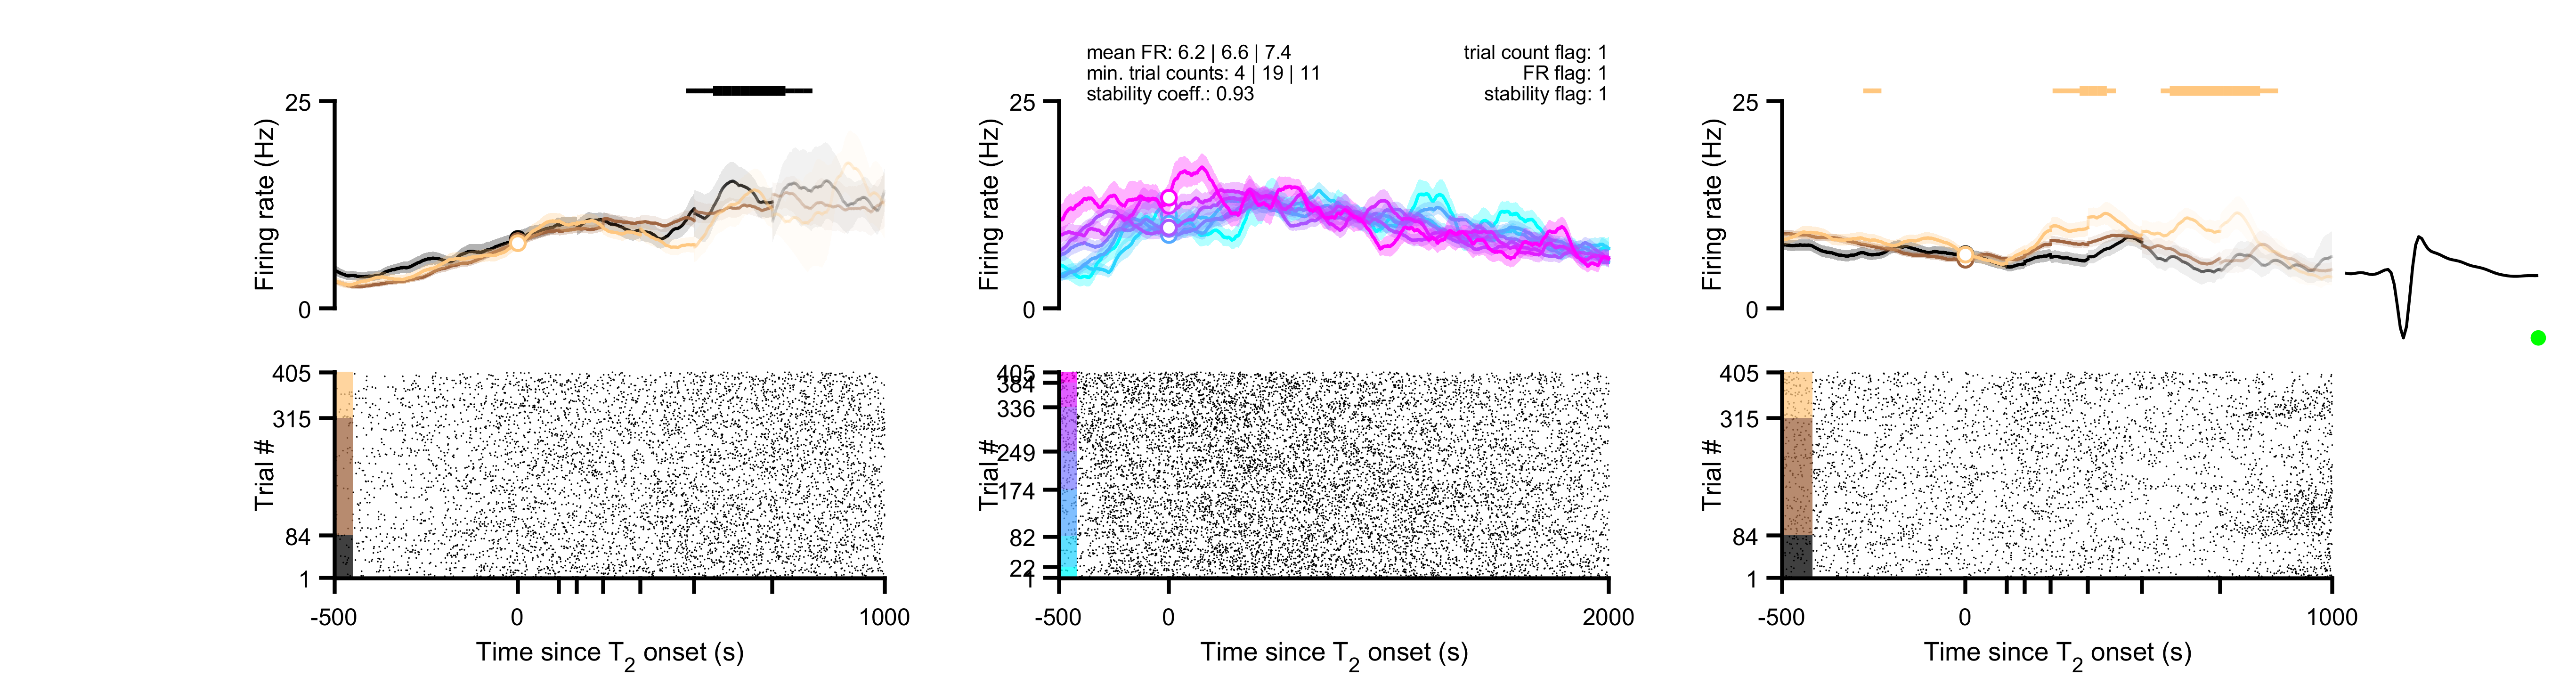 mean FR: 6.2 | 6.6 | 7.4
min. trial counts: 4 | 19 | 11
stability coeff.: 0.93
trial count flag: 1
FR flag: 1
stability flag: 1
25
Firing rate (Hz)
0
25
Firing rate (Hz)
0
25
Firing rate (Hz)
0
405
315
Trial #
84
1
-500
0
1000
Time since T2 onset (s)
405
384
336
249
Trial #
174
82
22
1
-500
0
2000
Time since T2 onset (s)
405
315
Trial #
84
1
-500
0
1000
Time since T2 onset (s)